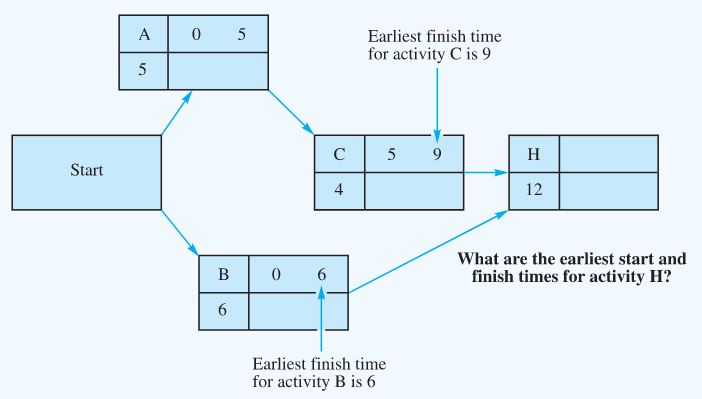 A 0 5
5
Earliest finish time
for activity C is 9
Start
C 5 9
4
H
12
What are the earliest start and
finish times for activity H?
B 0 6
6
Earliest finish time
for activity B is 6